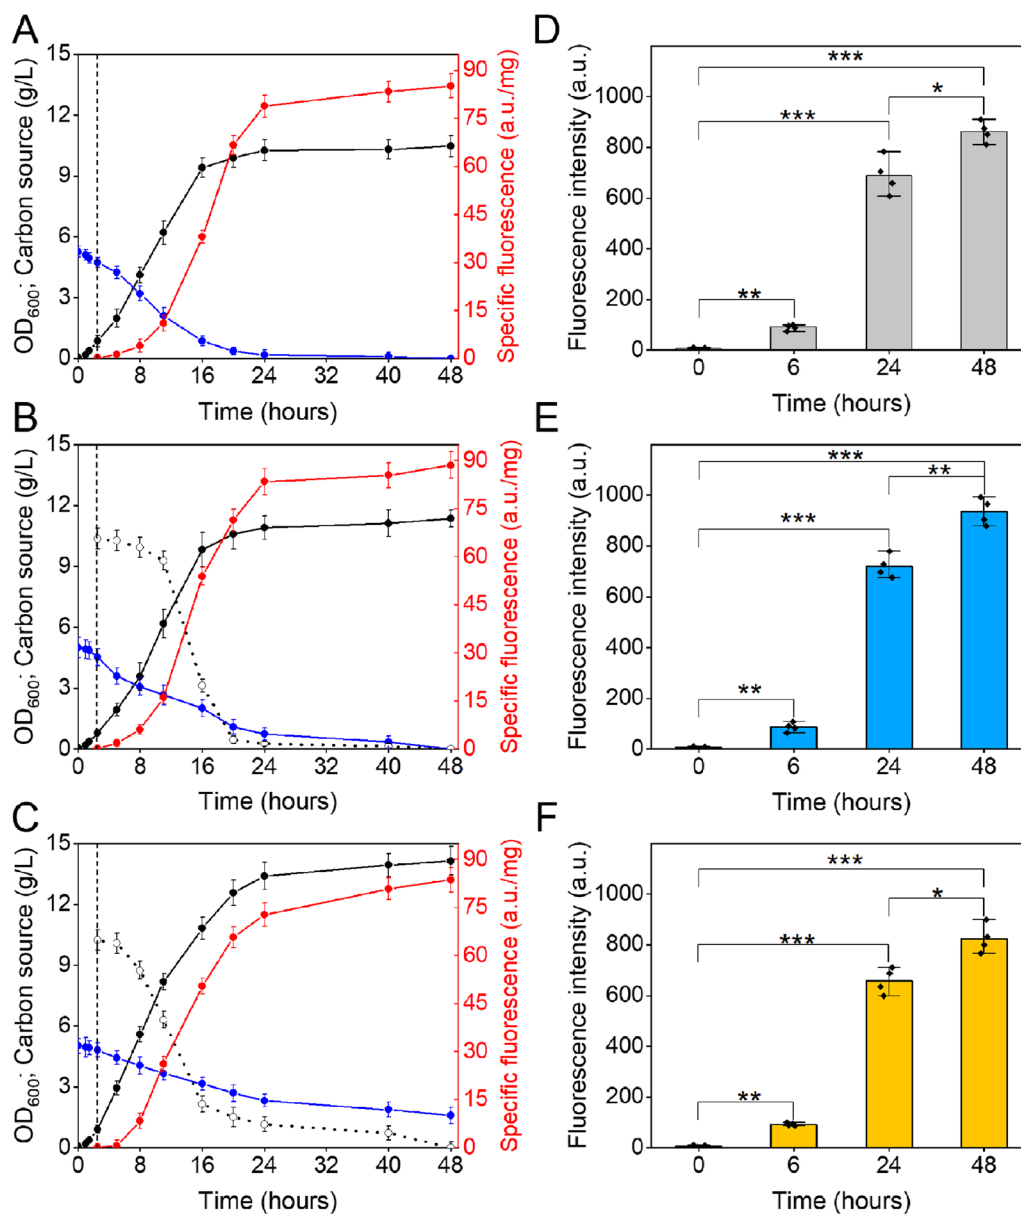 A
OD600; Carbon source (g/L)
15
12
9
6
3
0
90
75
60
45
30
15
0
Specific fluorescence (a.u./mg)
0 8 16 24 32 40 48
Time (hours)
D
Fluorescence intensity (a.u.)
1000
800
600
400
200
0
***
*
***
**
0 6 24 48
Time (hours)
B
OD600; Carbon source (g/L)
15
12
9
6
3
0
90
75
60
45
30
15
0
Specific fluorescence (a.u./mg)
0 8 16 24 32 40 48
Time (hours)
E
Fluorescence intensity (a.u.)
1000
800
600
400
200
0
***
**
***
**
0 6 24 48
Time (hours)
C
OD600; Carbon source (g/L)
15
12
9
6
3
0
90
75
60
45
30
15
0
Specific fluorescence (a.u./mg)
0 8 16 24 32 40 48
Time (hours)
F
Fluorescence intensity (a.u.)
1000
800
600
400
200
0
***
*
***
**
0 6 24 48
Time (hours)